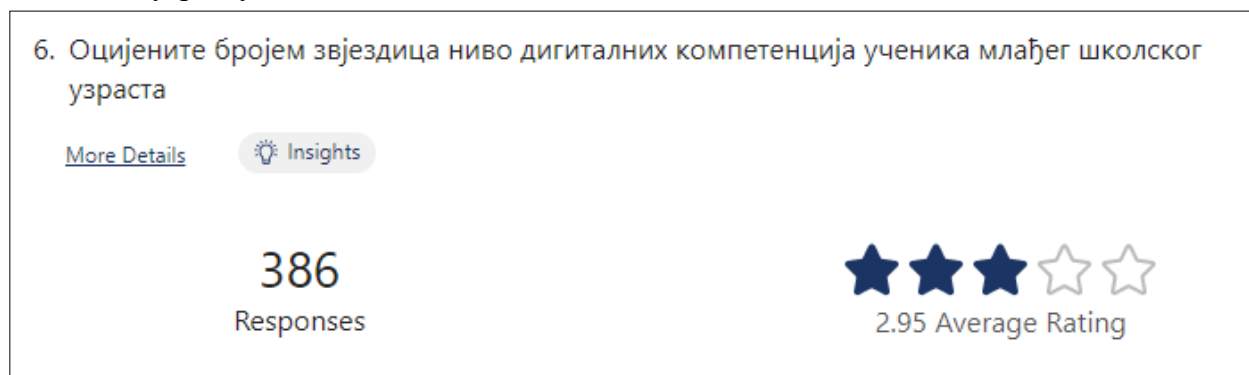 6. Оцијените бројем звјездица ниво дигиталних компетенција ученика млађег школског
узраста
More Details
Insights
386
Responses
2.95 Average Rating